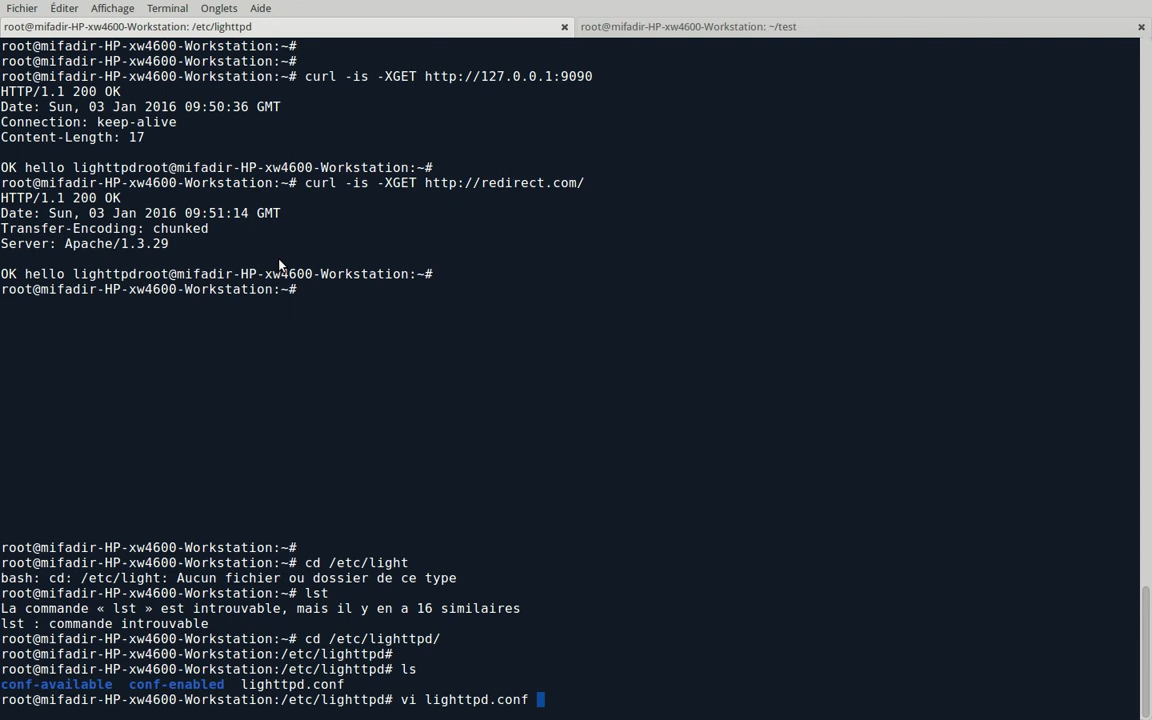 Fichier Éditer Affichage Terminal Onglets Aide
root@mifadir-HP-xw4600-Workstation: /etc/lighttpd
root@mifadir-HP-xw4600-Workstation: ~/test
root@mifadir-HP-xw4600-Workstation:~#
root@mifadir-HP-xw4600-Workstation:~#
root@mifadir-HP-xw4600-Workstation:~# curl -is -XGET http://127.0.0.1:9090
HTTP/1.1 200 OK
Date: Sun, 03 Jan 2016 09:50:36 GMT
Connection: keep-alive
Content-Length: 17
OK hello lighttpdroot@mifadir-HP-xw4600-Workstation:~#
root@mifadir-HP-xw4600-Workstation:~# curl -is -XGET http://redirect.com/
HTTP/1.1 200 OK
Date: Sun, 03 Jan 2016 09:51:14 GMT
Transfer-Encoding: chunked
Server: Apache/1.3.29
OK hello lighttpdroot@mifadir-HP-xw4600-Workstation:~#
root@mifadir-HP-xw4600-Workstation:~#
root@mifadir-HP-xw4600-Workstation:~#
root@mifadir-HP-xw4600-Workstation:~# cd /etc/light
bash: cd: /etc/light: Aucun fichier ou dossier de ce type
root@mifadir-HP-xw4600-Workstation:~# lst
La commande « lst » est introuvable, mais il y en a 16 similaires
lst : commande introuvable
root@mifadir-HP-xw4600-Workstation:~# cd /etc/lighttpd/
root@mifadir-HP-xw4600-Workstation:/etc/lighttpd#
root@mifadir-HP-xw4600-Workstation:/etc/lighttpd# ls
conf-available conf-enabled lighttpd.conf
root@mifadir-HP-xw4600-Workstation:/etc/lighttpd# vi lighttpd.conf